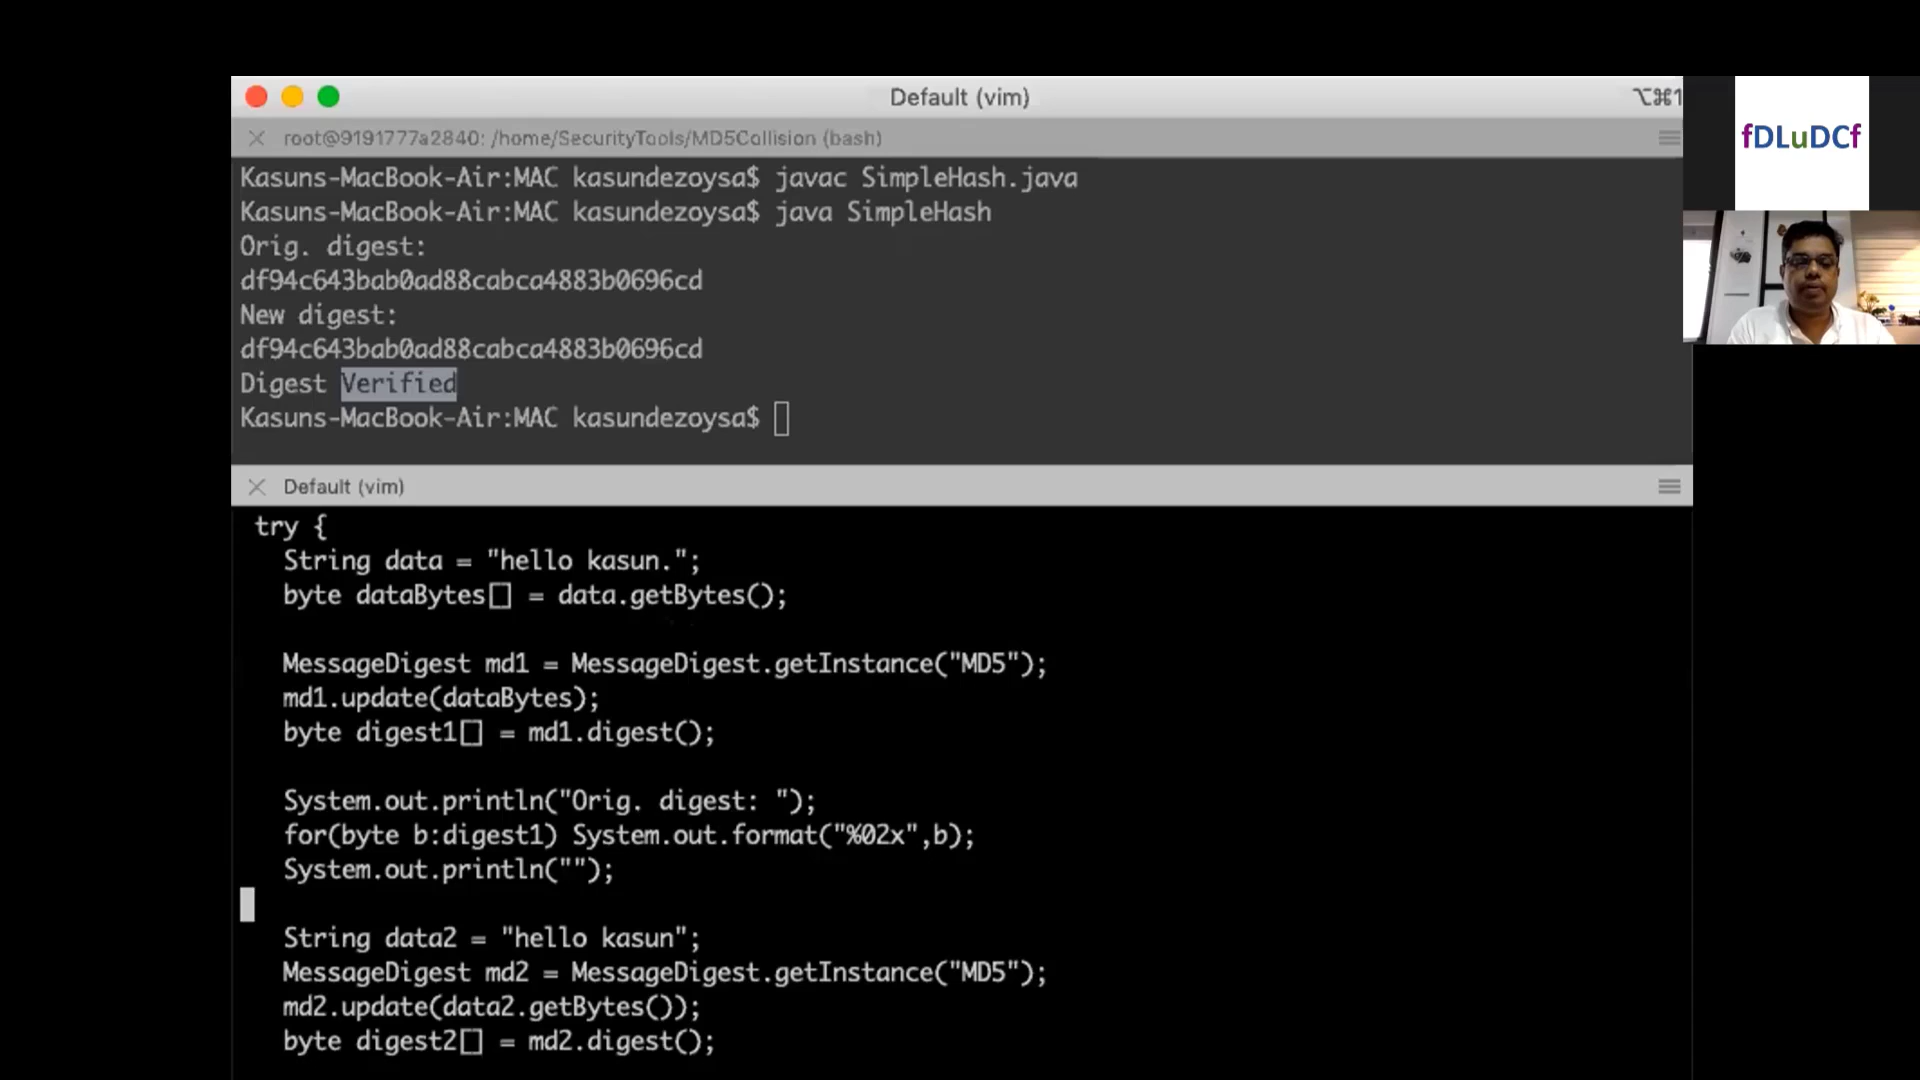 Default (vim)
⌥⌘1
root@9191777a2840: /home/SecurityTools/MD5Collision (bash)
Kasuns-MacBook-Air:MAC kasundezoysa$ javac SimpleHash.java
Kasuns-MacBook-Air:MAC kasundezoysa$ java SimpleHash
Orig. digest:
df94c643bab0ad88cabca4883b0696cd
New digest:
df94c643bab0ad88cabca4883b0696cd
Digest Verified
Kasuns-MacBook-Air:MAC kasundezoysa$
Default (vim)
try {
String data = "hello kasun.";
byte dataBytes[] = data.getBytes();
MessageDigest md1 = MessageDigest.getInstance("MD5");
md1.update(dataBytes);
byte digest1[] = md1.digest();
System.out.println("Orig. digest: ");
for(byte b:digest1) System.out.format("%02x",b);
System.out.println("");
String data2 = "hello kasun";
MessageDigest md2 = MessageDigest.getInstance("MD5");
md2.update(data2.getBytes());
byte digest2[] = md2.digest();
fDLuDCf